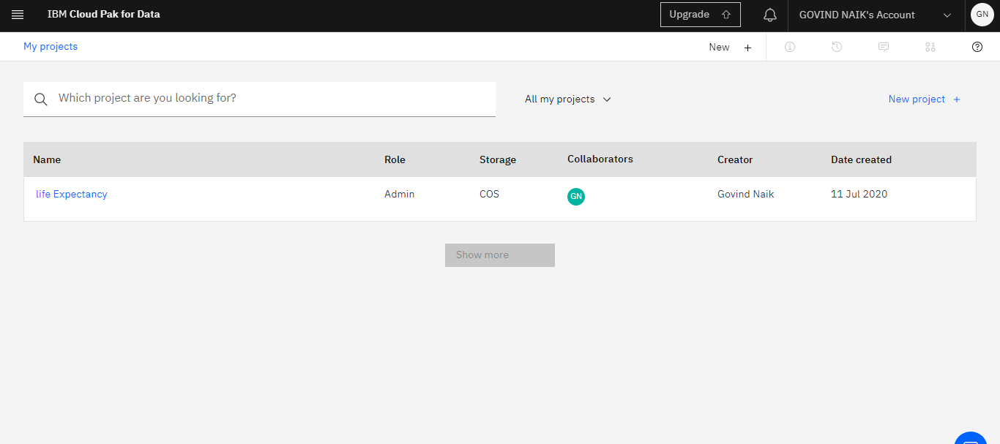 IBM Cloud Pak for Data
Upgrade
GOVIND NAIK's Account
GN
My projects
New +
Which project are you looking for?
All my projects
New project +
Name Role Storage Collaborators Creator Date created
life Expectancy Admin COS GN Govind Naik 11 Jul 2020
Show more